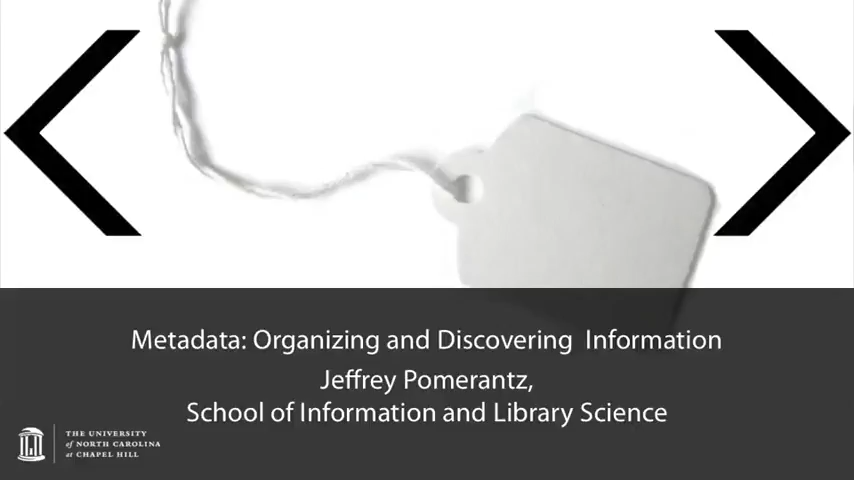 Metadata: Organizing and Discovering  Information
Jeffrey Pomerantz,
School of Information and Library Science
THE UNIVERSITY
of NORTH CAROLINA
at CHAPEL HILL